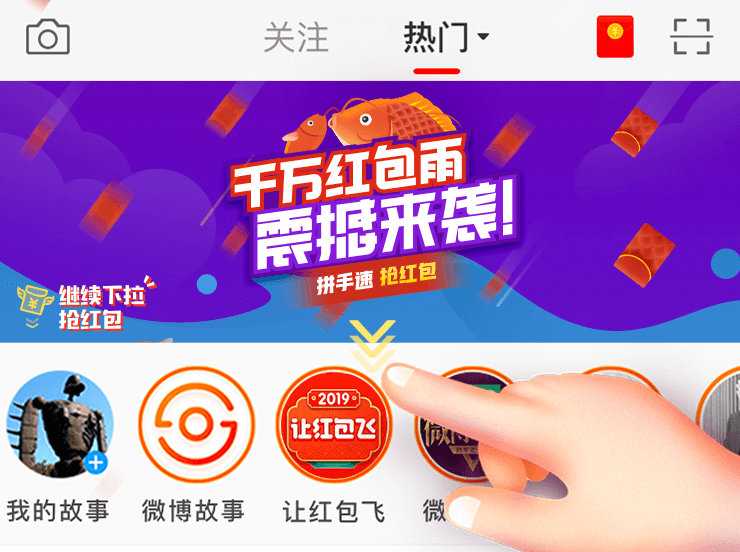 关注
热门
千万红包雨
震撼来袭!
拼手速 抢红包
继续下拉
抢红包
2019
让红包飞
我的故事
微博故事
让红包飞
微